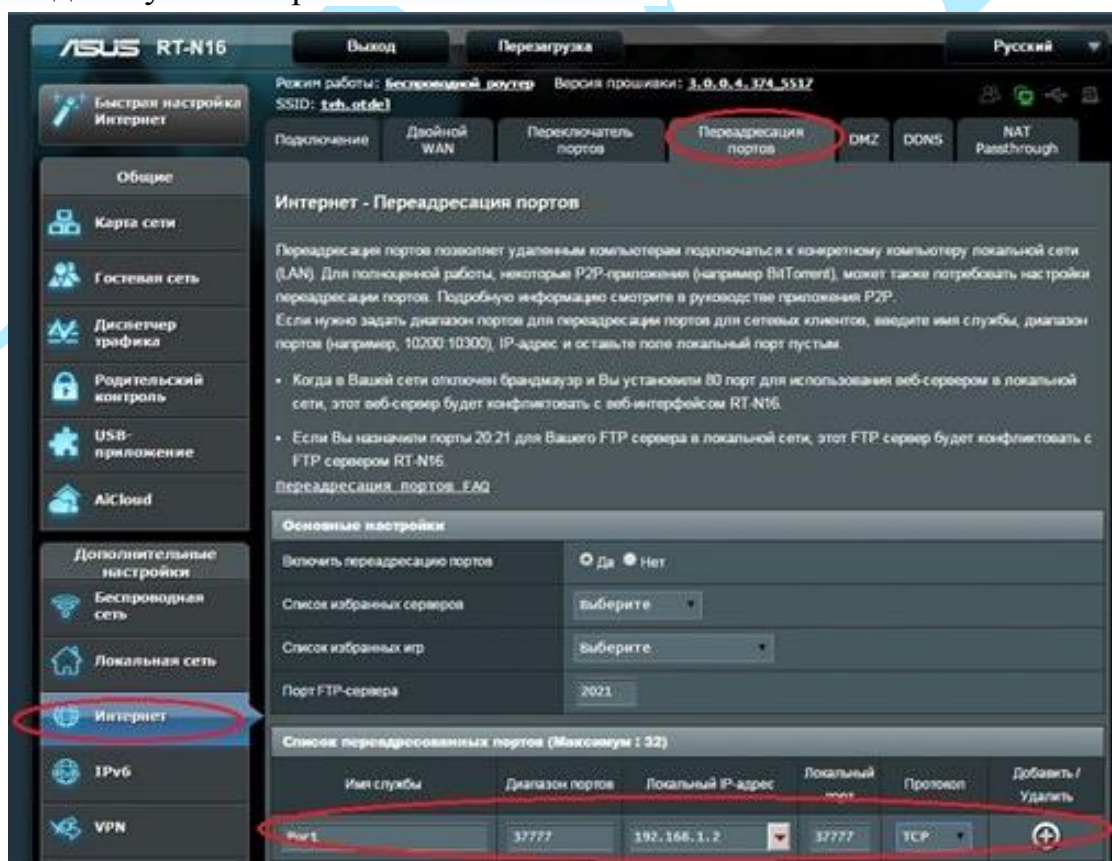 ASUS RT-N16
Выход
Перезагрузка
Русский
Быстрая настройка
Интернет
Режим работы: Беспроводной роутер Версия прошивки: 3.0.0.4.374_5517
SSID: teh.otdel
Подключение
Двойной
WAN
Переключатель
портов
Переадресация
портов
DMZ
DDNS
NAT
Passthrough
Общие
Карта сети
Гостевая сеть
Диспетчер
трафика
Родительский
контроль
USB-
приложение
AiCloud
Дополнительные
настройки
Беспроводная
сеть
Локальная сеть
Интернет
IPv6
VPN
Интернет - Переадресация портов
Переадресация портов позволяет удаленным компьютерам подключаться к конкретному компьютеру локальной сети
(LAN). Для полноценной работы, некоторые P2P-приложения (например BitTorrent), может также потребовать настройки
переадресации портов. Подробную информацию смотрите в руководстве приложения P2P.
Если нужно задать диапазон портов для переадресации портов для сетевых клиентов, введите имя службы, диапазон
портов (например, 10200:10300), IP-адрес и оставьте поле локальный порт пустым.
• Когда в Вашей сети отключен брандмауэр и Вы установили 80 порт для использования веб-сервером в локальной
сети, этот веб-сервер будет конфликтовать с веб-интерфейсом RT-N16.
• Если Вы назначили порты 20:21 для Вашего FTP сервера в локальной сети, этот FTP сервер будет конфликтовать с
FTP сервером RT-N16.
Переадресация портов FAQ
Основные настройки
Включить переадресацию портов Да Нет
Список избранных серверов Выберите
Список избранных игр Выберите
Порт FTP-сервера 2021
Список переадресованных портов (Максимум : 32)
Имя службы
Диапазон портов
Локальный IP-адрес
Локальный
порт
Протокол
Добавить /
Удалить
Port1 37777 192.168.1.2 37777 TCP